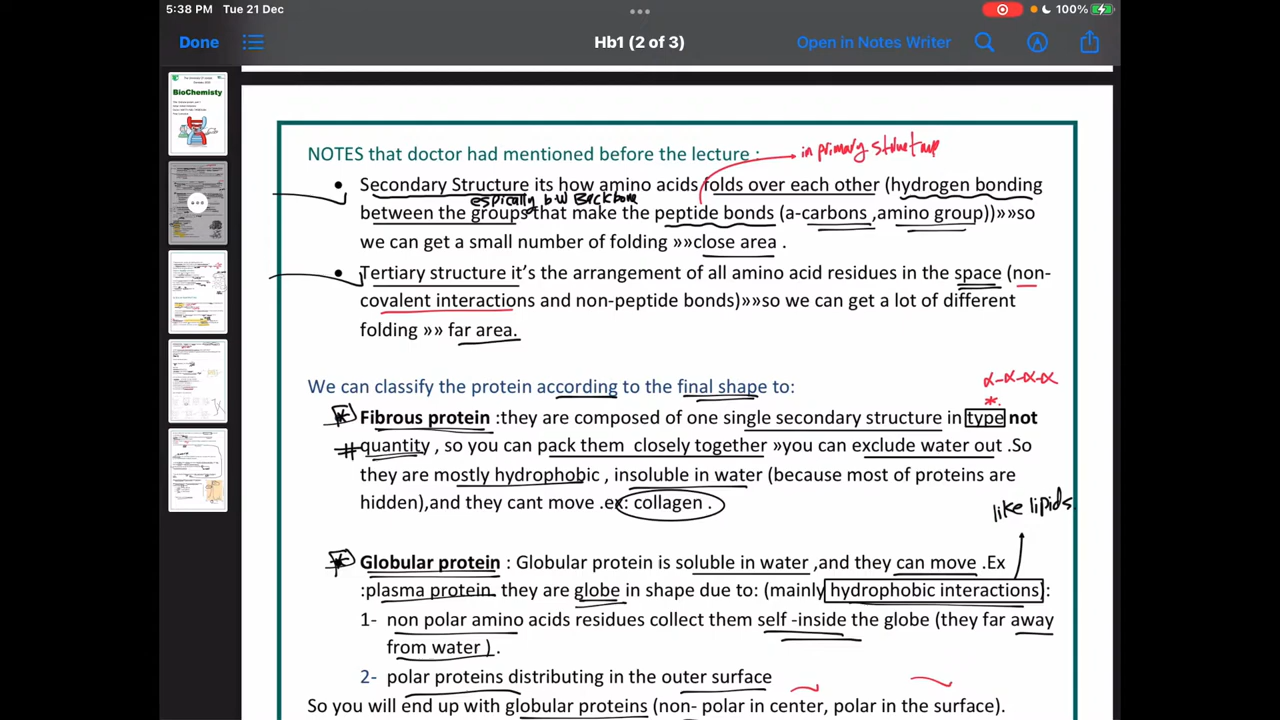 5:38 PM Tue 21 Dec
100%
Done
Hb1 (2 of 3)
Open in Notes Writer
BioChemisty
NOTES that doctor had mentioned before the lecture :
in primary structure
• Secondary Structure its how amino acids folds over each other (hydrogen bonding
espically b/w Backbone
between the groups that make the peptide bonds (a-carbons ,amino group))»»so
we can get a small number of folding »»close area .
• Tertiary structure it's the arrangement of all amino acid residues in the space (non-
covalent interactions and non-peptide bonds)»»so we can get a lot of different
folding »»far area.
We can classify the protein according to the final shape to:
α-α-α-α
*
* Fibrous protein :they are composed of one single secondary structure in type not
# quantity , so you can pack them closely together »you can exclude water out .So
they are mostly hydrophobic , insoluble in water (because most of proteins are
hidden),and they cant move .ex: collagen .
like lipids
* Globular protein : Globular protein is soluble in water ,and they can move .Ex
:plasma protein. they are globe in shape due to: (mainly hydrophobic interactions):
1- non polar amino acids residues collect them self -inside the globe (they far away
from water ) .
2- polar proteins distributing in the outer surface
So you will end up with globular proteins (non- polar in center, polar in the surface).